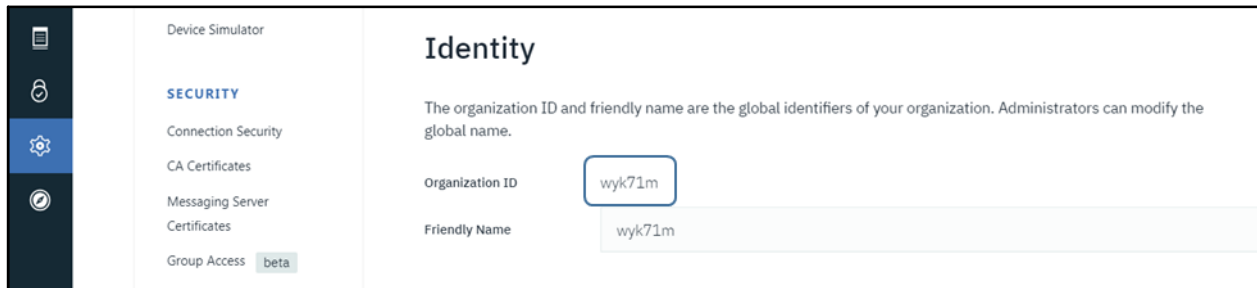 Device Simulator
SECURITY
Connection Security
CA Certificates
Messaging Server
Certificates
Group Access beta
Identity
The organization ID and friendly name are the global identifiers of your organization. Administrators can modify the
global name.
Organization ID wyk71m
Friendly Name wyk71m